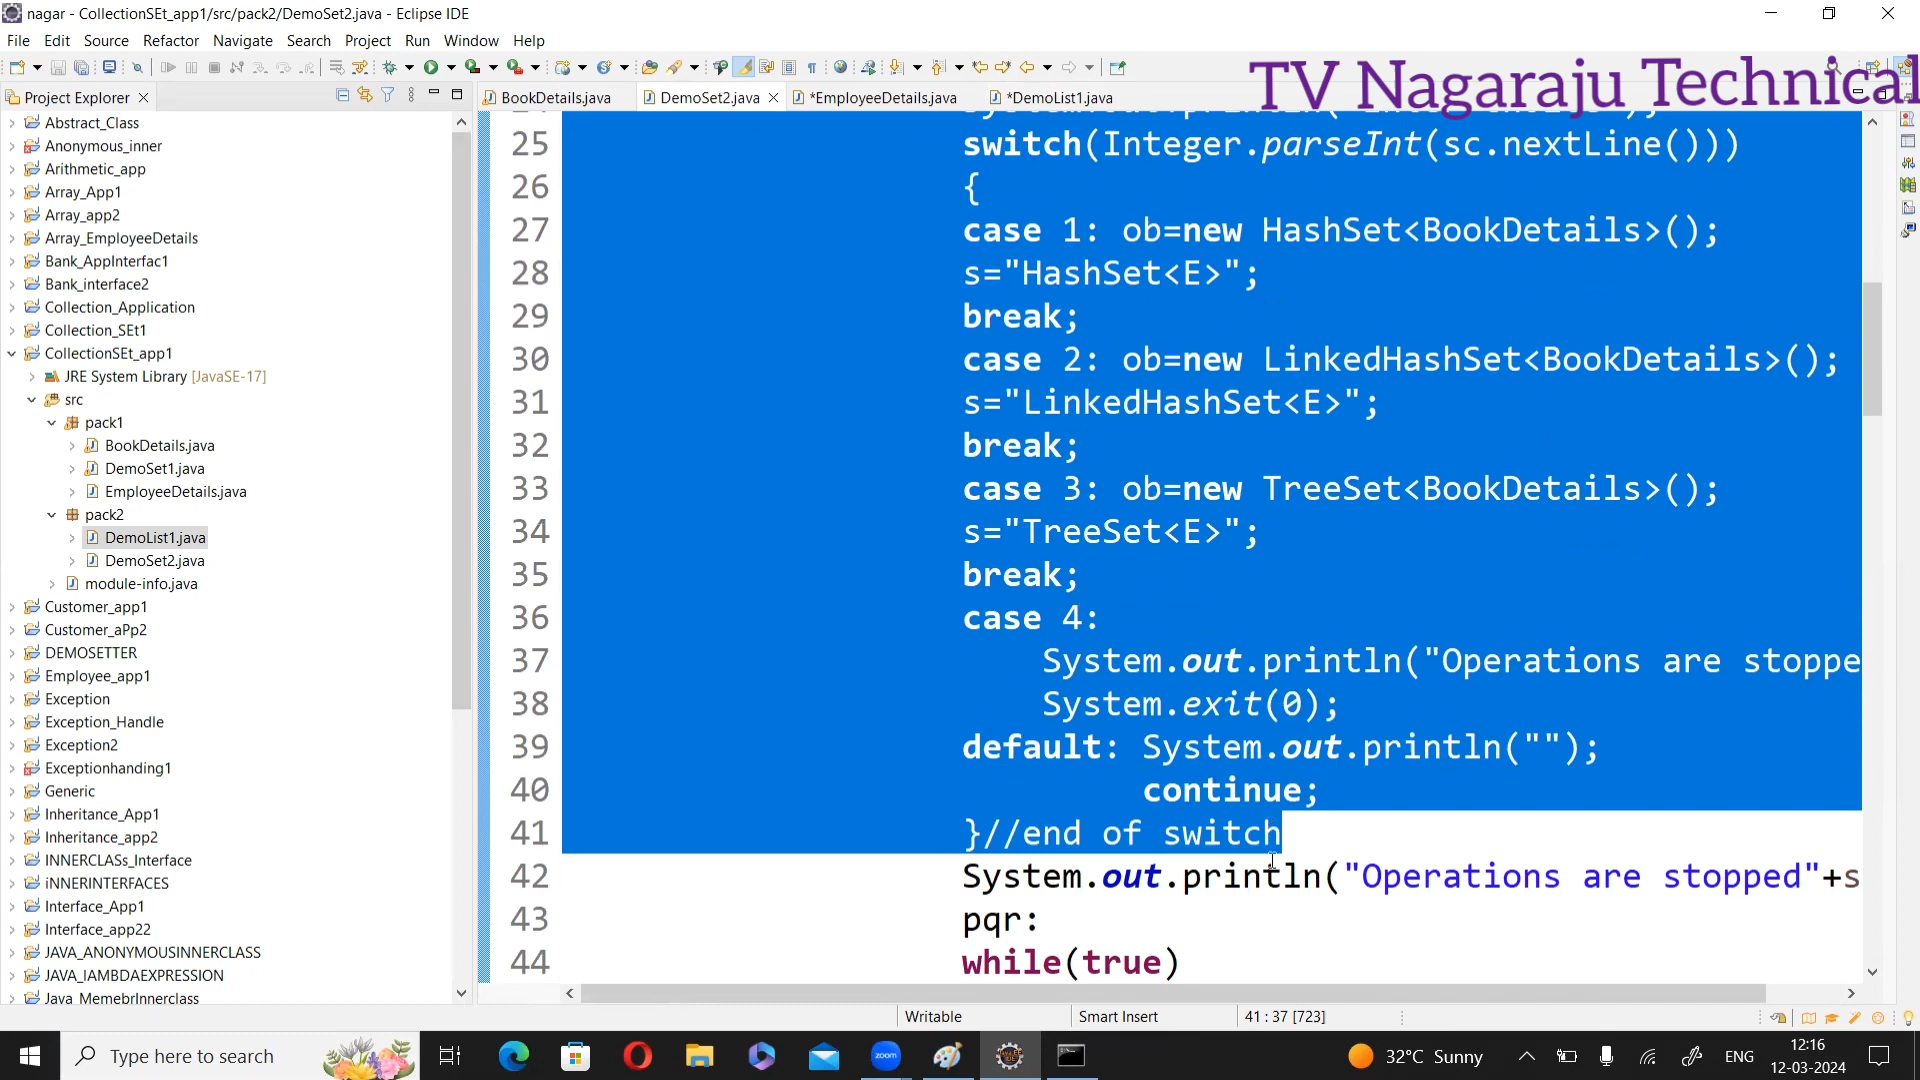 nagar - CollectionSEt_app1/src/pack2/DemoSet2.java - Eclipse IDE
File Edit Source Refactor Navigate Search Project Run Window Help
TV Nagaraju Technical
Project Explorer
BookDetails.java
DemoSet2.java
*EmployeeDetails.java
*DemoList1.java
Abstract_Class
Anonymous_inner
Arithmetic_app
Array_App1
Array_app2
Array_EmployeeDetails
Bank_AppInterfac1
Bank_interface2
Collection_Application
Collection_SEt1
CollectionSEt_app1
JRE System Library [JavaSE-17]
src
pack1
BookDetails.java
DemoSet1.java
EmployeeDetails.java
pack2
DemoList1.java
DemoSet2.java
module-info.java
Customer_app1
Customer_aPp2
DEMOSETTER
Employee_app1
Exception
Exception_Handle
Exception2
Exceptionhanding1
Generic
Inheritance_App1
Inheritance_app2
INNERCLASs_Interface
iNNERINTERFACES
Interface_App1
Interface_app22
JAVA_ANONYMOUSINNERCLASS
JAVA_lAMBDAEXPRESSION
Java_MemebrInnerclass
25 switch(Integer.parseInt(sc.nextLine()))
26 {
27 case 1: ob=new HashSet<BookDetails>();
28 s="HashSet<E>";
29 break;
30 case 2: ob=new LinkedHashSet<BookDetails>();
31 s="LinkedHashSet<E>";
32 break;
33 case 3: ob=new TreeSet<BookDetails>();
34 s="TreeSet<E>";
35 break;
36 case 4:
37 System.out.println("Operations are stoppe
38 System.exit(0);
39 default: System.out.println("");
40 continue;
41 }//end of switch
42 System.out.println("Operations are stopped"+s
43 pqr:
44 while(true)
Writable
Smart Insert
41 : 37 [723]
Type here to search
zoom
32°C Sunny
ENG
12:16
12-03-2024